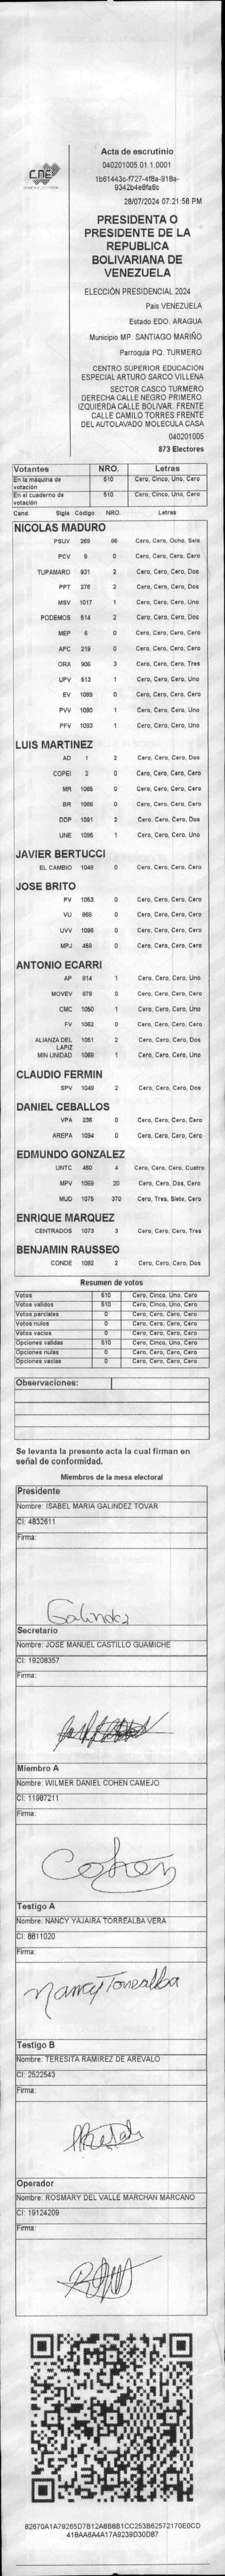 CNE
Acta de escrutinio
040201005.01.1.0001
1b61443c-f727-4f8a-918a-
9342b4e8fa8c
28/07/2024 07:21:58 PM
PRESIDENTA O
PRESIDENTE DE LA
REPUBLICA
BOLIVARIANA DE
VENEZUELA
ELECCIÓN PRESIDENCIAL 2024
País VENEZUELA
Estado EDO. ARAGUA
Municipio MP. SANTIAGO MARIÑO
Parroquia PQ. TURMERO
CENTRO SUPERIOR EDUCACION
ESPECIAL ARTURO SARCO VILLENA
SECTOR CASCO TURMERO
DERECHA CALLE NEGRO PRIMERO.
IZQUIERDA CALLE BOLIVAR. FRENTE
CALLE CAMILO TORRES FRENTE
DEL AUTOLAVADO MOLECULA CASA
040201005
873 Electores
Votantes NRO. Letras
En la máquina de votación 510 Cero, Cinco, Uno, Cero
En el cuaderno de votación 510 Cero, Cinco, Uno, Cero
Cand. Sigla Código NRO. Letras
NICOLAS MADURO
PSUV 269 86 Cero, Cero, Ocho, Seis
PCV 9 0 Cero, Cero, Cero, Cero
TUPAMARO 931 2 Cero, Cero, Cero, Dos
PPT 276 2 Cero, Cero, Cero, Dos
MSV 1017 1 Cero, Cero, Cero, Uno
PODEMOS 514 2 Cero, Cero, Cero, Dos
MEP 6 0 Cero, Cero, Cero, Cero
APC 219 0 Cero, Cero, Cero, Cero
ORA 906 3 Cero, Cero, Cero, Tres
UPV 513 1 Cero, Cero, Cero, Uno
EV 1089 0 Cero, Cero, Cero, Cero
PVV 1090 1 Cero, Cero, Cero, Uno
PFV 1093 1 Cero, Cero, Cero, Uno
LUIS MARTINEZ
AD 1 2 Cero, Cero, Cero, Dos
COPEI 2 0 Cero, Cero, Cero, Cero
MR 1065 0 Cero, Cero, Cero, Cero
BR 1066 0 Cero, Cero, Cero, Cero
DDP 1091 2 Cero, Cero, Cero, Dos
UNE 1095 1 Cero, Cero, Cero, Uno
JAVIER BERTUCCI
EL CAMBIO 1048 0 Cero, Cero, Cero, Cero
JOSE BRITO
PV 1053 0 Cero, Cero, Cero, Cero
VU 869 0 Cero, Cero, Cero, Cero
UVV 1096 0 Cero, Cero, Cero, Cero
MPJ 459 0 Cero, Cero, Cero, Cero
ANTONIO ECARRI
AP 914 1 Cero, Cero, Cero, Uno
MOVEV 979 0 Cero, Cero, Cero, Cero
CMC 1050 1 Cero, Cero, Cero, Uno
FV 1062 0 Cero, Cero, Cero, Cero
ALIANZA DEL LAPIZ 1051 2 Cero, Cero, Cero, Dos
MIN UNIDAD 1069 1 Cero, Cero, Cero, Uno
CLAUDIO FERMIN
SPV 1049 2 Cero, Cero, Cero, Dos
DANIEL CEBALLOS
VPA 236 0 Cero, Cero, Cero, Cero
AREPA 1094 0 Cero, Cero, Cero, Cero
EDMUNDO GONZALEZ
UNTC 460 4 Cero, Cero, Cero, Cuatro
MPV 1069 20 Cero, Cero, Dos, Cero
MUD 1075 370 Cero, Tres, Siete, Cero
ENRIQUE MARQUEZ
CENTRADOS 1073 3 Cero, Cero, Cero, Tres
BENJAMIN RAUSSEO
CONDE 1092 2 Cero, Cero, Cero, Dos
Resumen de votos
Votos 510 Cero, Cinco, Uno, Cero
Votos validos 510 Cero, Cinco, Uno, Cero
Votos parciales 0 Cero, Cero, Cero, Cero
Votos nulos 0 Cero, Cero, Cero, Cero
Votos vacios 0 Cero, Cero, Cero, Cero
Opciones validas 510 Cero, Cinco, Uno, Cero
Opciones nulas 0 Cero, Cero, Cero, Cero
Opciones vacias 0 Cero, Cero, Cero, Cero
Observaciones:
Se levanta la presente acta la cual firman en
señal de conformidad.
Miembros de la mesa electoral
Presidente
Nombre: ISABEL MARIA GALINDEZ TOVAR
CI: 4832611
Firma:
Galindez
Secretario
Nombre: JOSE MANUEL CASTILLO GUAMICHE
CI: 19208357
Firma:
Miembro A
Nombre: WILMER DANIEL COHEN CAMEJO
CI: 11987211
Firma:
Cohen
Testigo A
Nombre: NANCY YAJAIRA TORREALBA VERA
CI: 8811020
Firma:
Nancy Torrealba
Testigo B
Nombre: TERESITA RAMIREZ DE AREVALO
CI: 2522543
Firma:
Operador
Nombre: ROSMARY DEL VALLE MARCHAN MARCANO
CI: 19124209
Firma:
82670A1A79265D7B12A8B8B1CC253B62572170E0CD
418AA6A4A17A9239D30D87